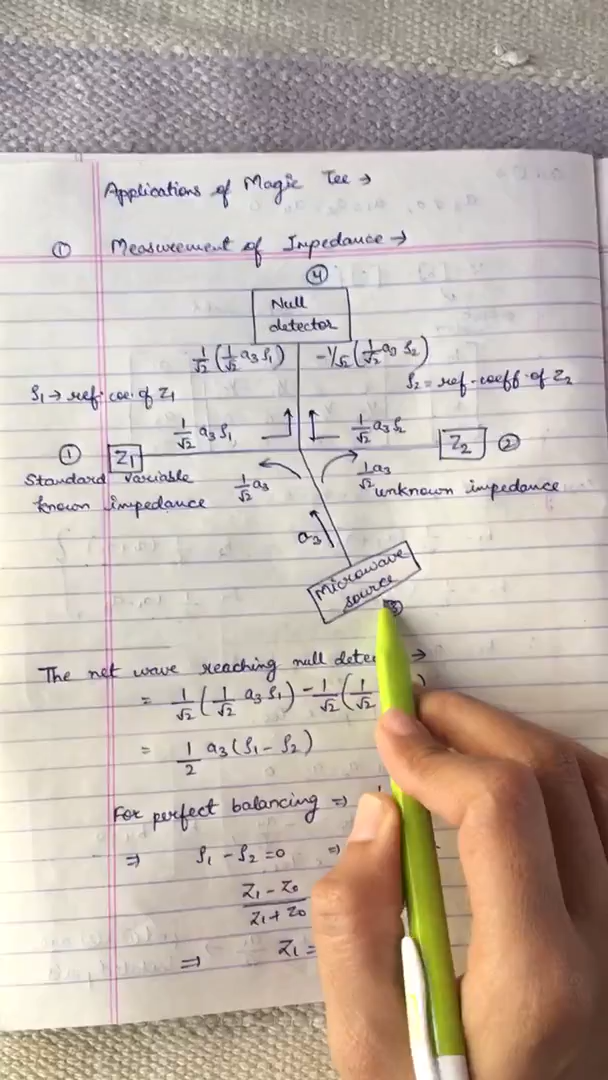 Applications of Magic Tee →
① Measurement of Impedance →
④
Null
detector
1/√2 (1/√2 a3 ρ1) -1/√2 (1/√2 a0 ρ2)
ρ1 → ref. coe. of Z1
ρ2 = ref-coeff. of Z2
1/√2 a3 ρ1 1/√2 a3 ρ2
① Z1 Z2 ②
Standard variable
known impedance
1/√2 a3 1/√2 a3
unknown impedance
a3
Microwave
source
The net wave reaching null detec →
= 1/√2 (1/√2 a3 ρ1) - 1/√2 (1/√2
= 1/2 a3 (ρ1 - ρ2)
For perfect balancing ⇒
⇒ ρ1 - ρ2 = 0 ⇒
Z1 - Z0
Z1 + Z0
⇒ Z1 =